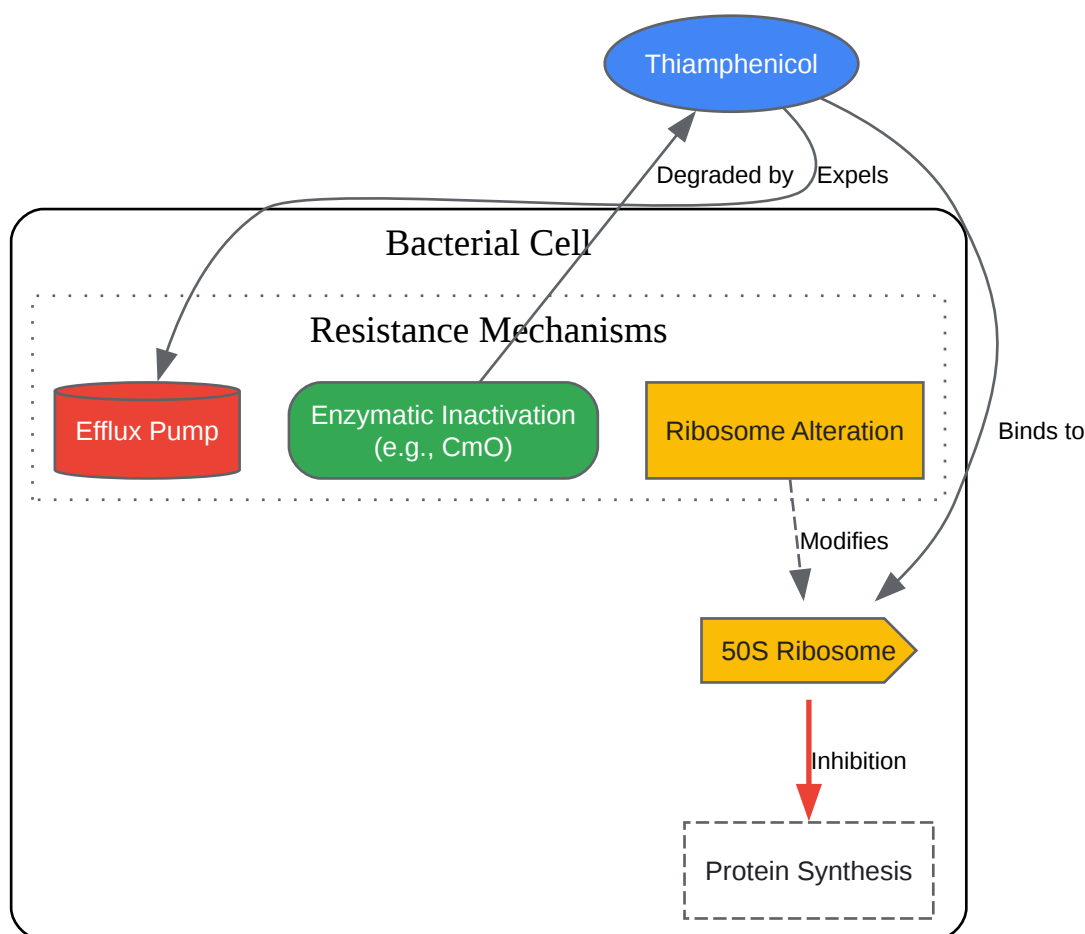 Thiamphenicol
Degraded by
Expels
Bacterial Cell
Resistance Mechanisms
Efflux Pump
Enzymatic Inactivation
(e.g., CmO)
Ribosome Alteration
Binds to
Modifies
50S Ribosome
Inhibition
Protein Synthesis